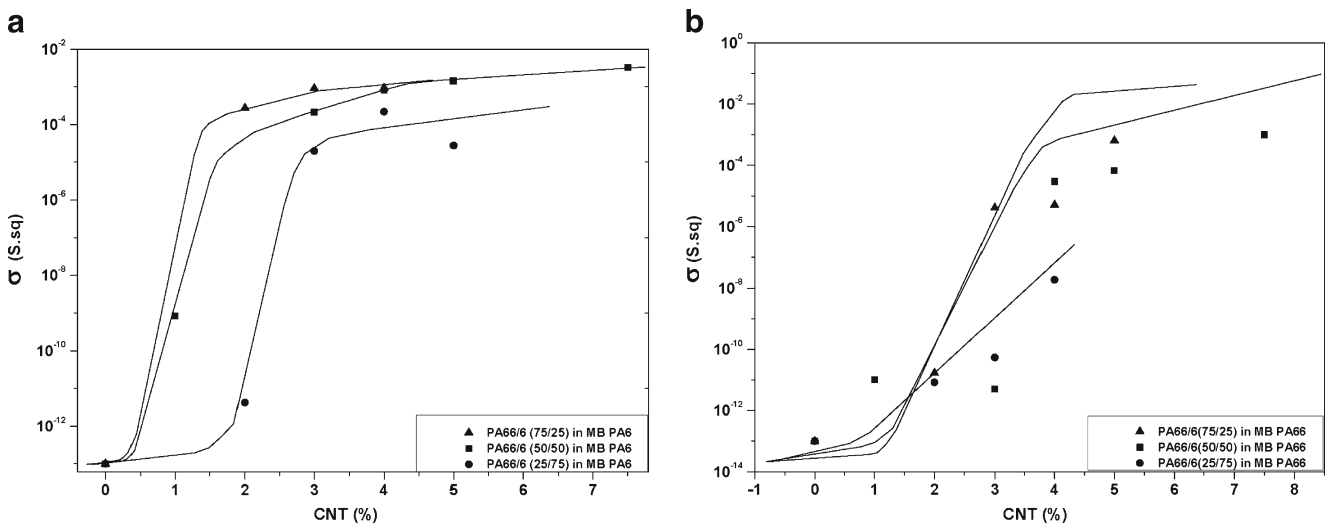 a
10⁻²
10⁻⁴
10⁻⁶
10⁻⁸
10⁻¹⁰
10⁻¹²
σ (S.sq)
0 1 2 3 4 5 6 7
CNT (%)
PA66/6 (75/25) in MB PA6
PA66/6 (50/50) in MB PA6
PA66/6 (25/75) in MB PA6
b
10⁰
10⁻²
10⁻⁴
10⁻⁶
10⁻⁸
10⁻¹⁰
10⁻¹²
10⁻¹⁴
σ (S.sq)
-1 0 1 2 3 4 5 6 7 8
CNT (%)
PA66/6(75/25) in MB PA66
PA66/6(50/50) in MB PA66
PA66/6(25/75) in MB PA66